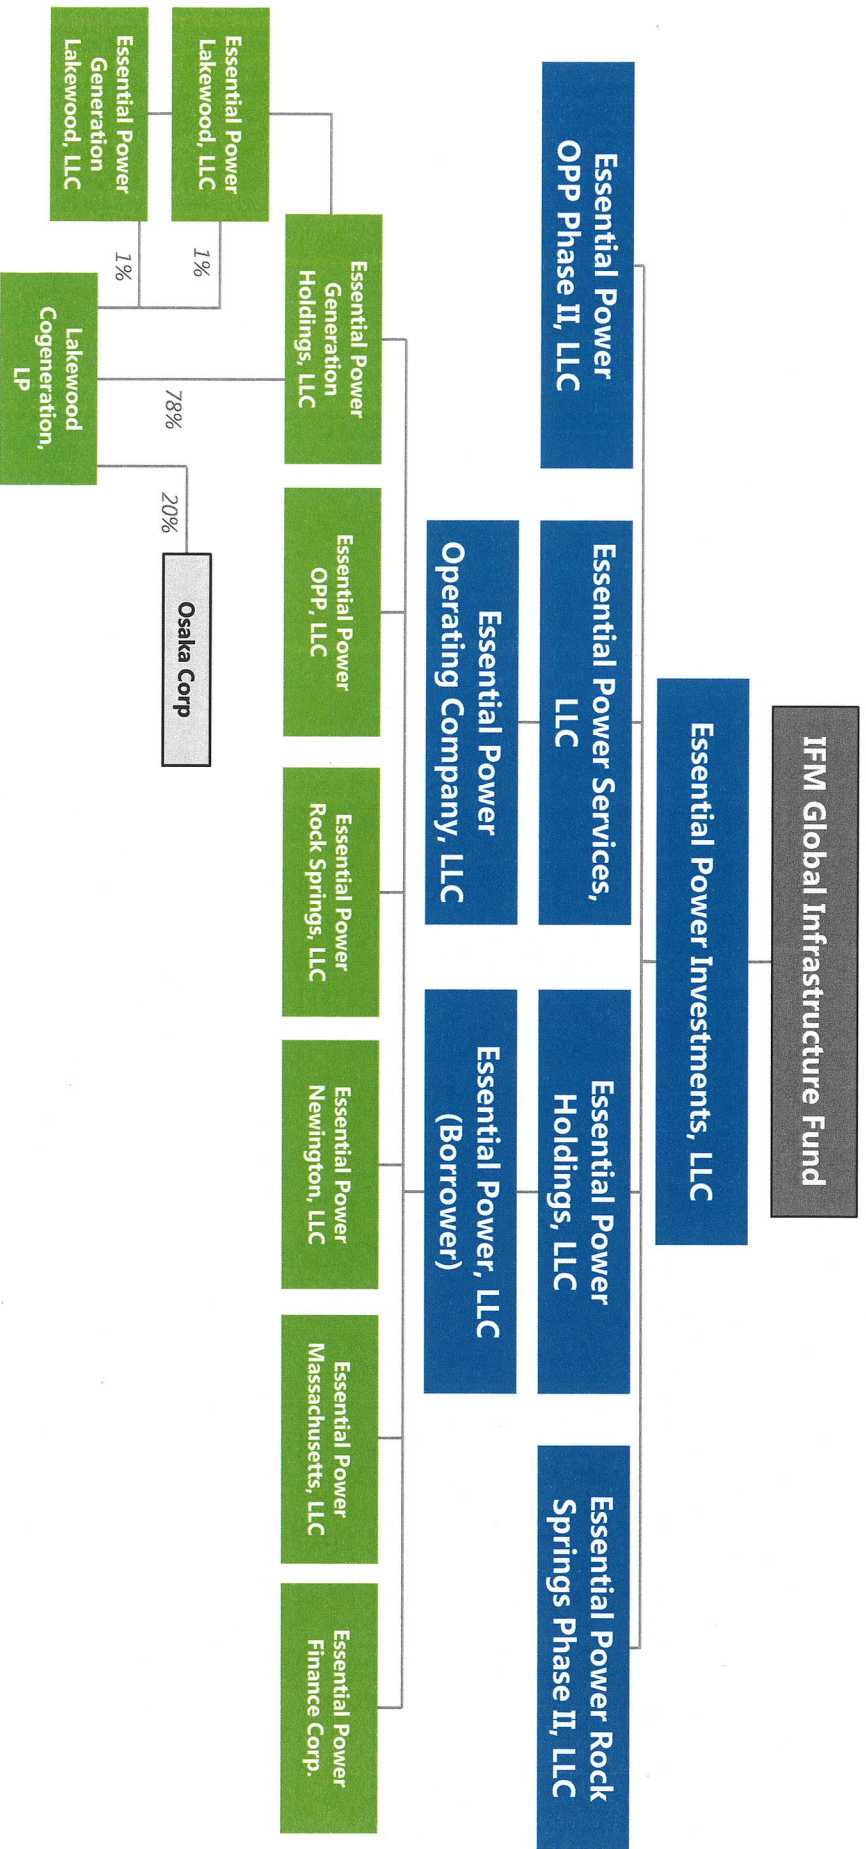 IFM Global Infrastructure Fund
Essential Power Investments, LLC
Essential Power
OPP Phase II, LLC
Essential Power Services,
LLC
Essential Power
Holdings, LLC
Essential Power Rock
Springs Phase II, LLC
Essential Power
Operating Company, LLC
Essential Power, LLC
(Borrower)
Essential Power
Generation
Holdings, LLC
Essential Power
OPP, LLC
Essential Power
Rock Springs, LLC
Essential Power
Newington, LLC
Essential Power
Massachusetts, LLC
Essential Power
Finance Corp.
Essential Power
Lakewood, LLC
1%
78%
20%
Osaka Corp
Essential Power
Generation
Lakewood, LLC
1%
Lakewood
Cogeneration,
LP